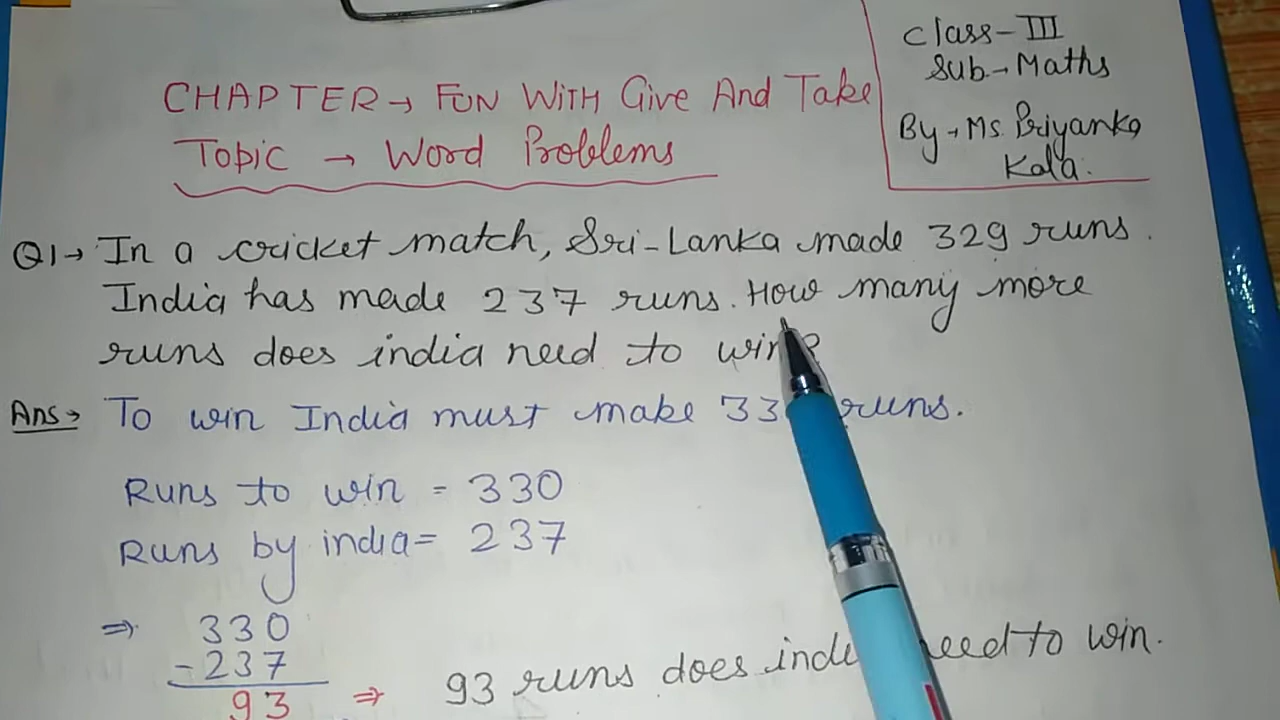 CHAPTER → FUN WITH Give And Take
Topic → Word Problems
Class - III
Sub → Maths
By → Ms Priyanka
Kala.
Q1→ In a cricket match, Sri-Lanka made 329 runs.
India has made 237 runs. How many more
runs does india need to win?
Ans→ To win India must make 33 runs.
Runs to win = 330
Runs by india = 237
⇒ 330
- 237
93 ⇒ 93 runs does need to win.